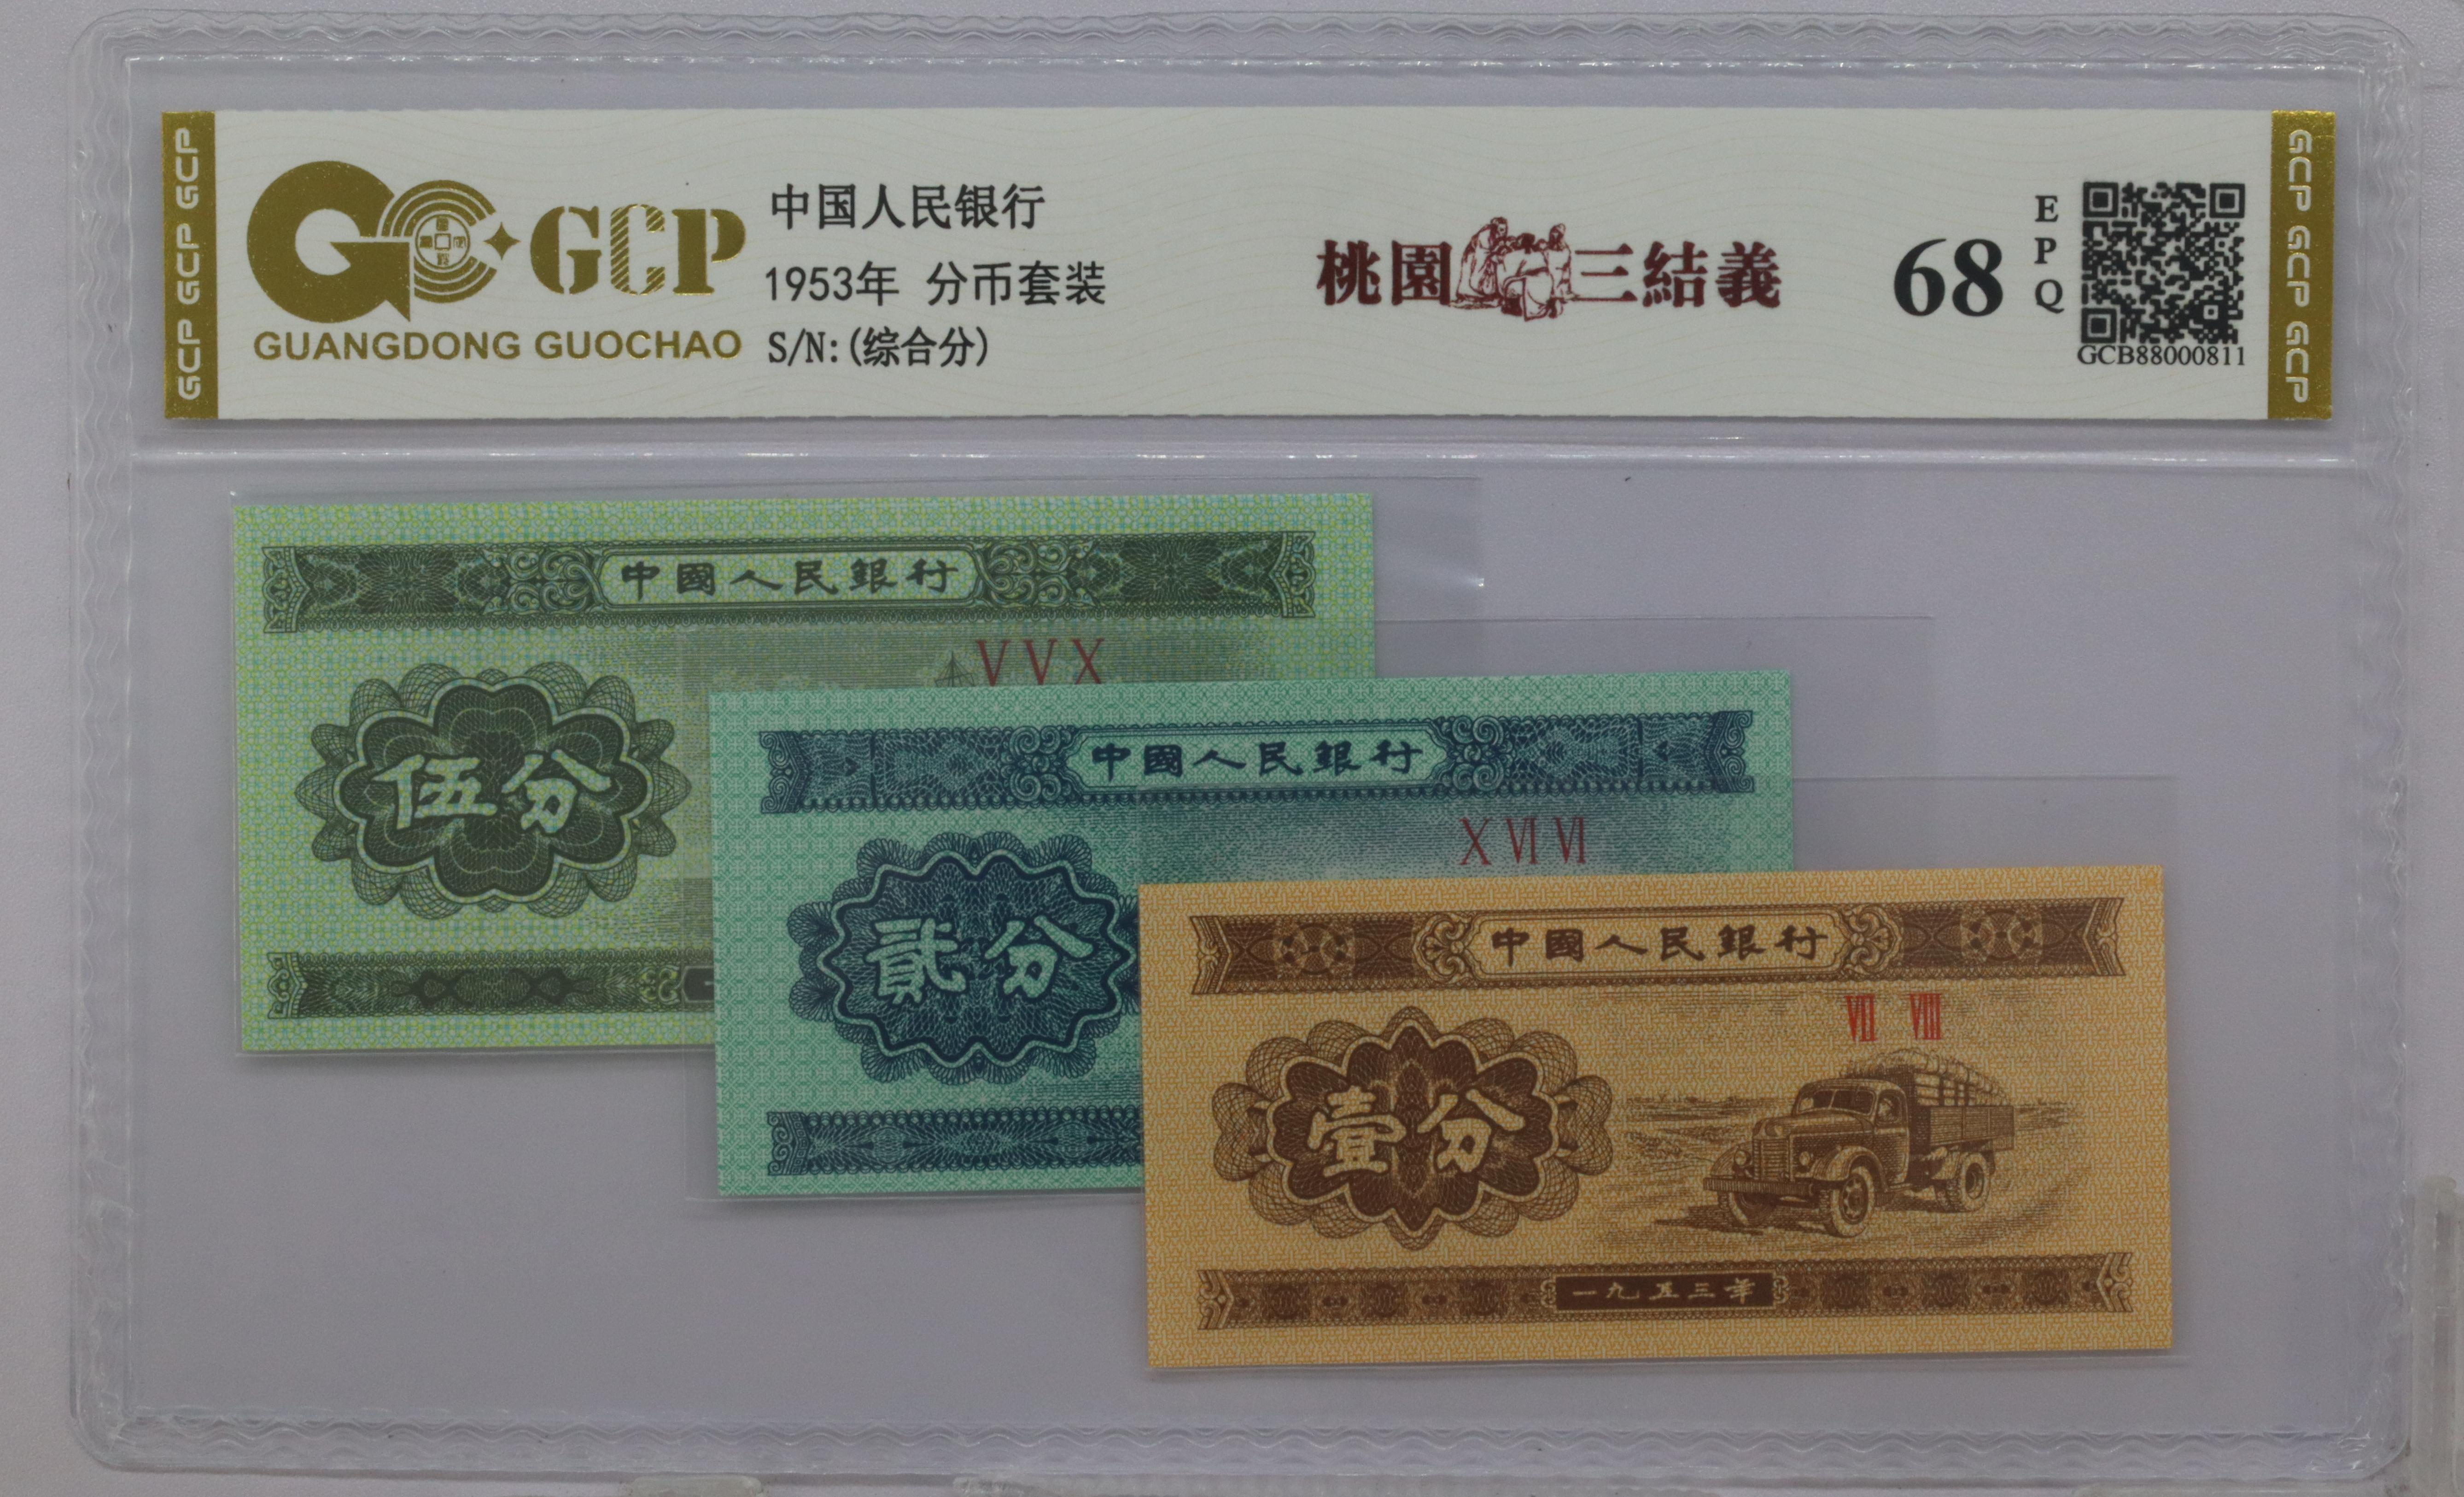 GCP GCP GCP
GCP
GUANGDONG GUOCHAO
中国人民银行
1953年 分币套装
S/N:(综合分)
桃園三結義
68
EPQ
GCB88000811
GCP GCP GCP
中國人民銀行
VVX
伍分
中國人民銀行
X VI VI
貳分
中國人民銀行
VII VIII
壹分
一九五三年